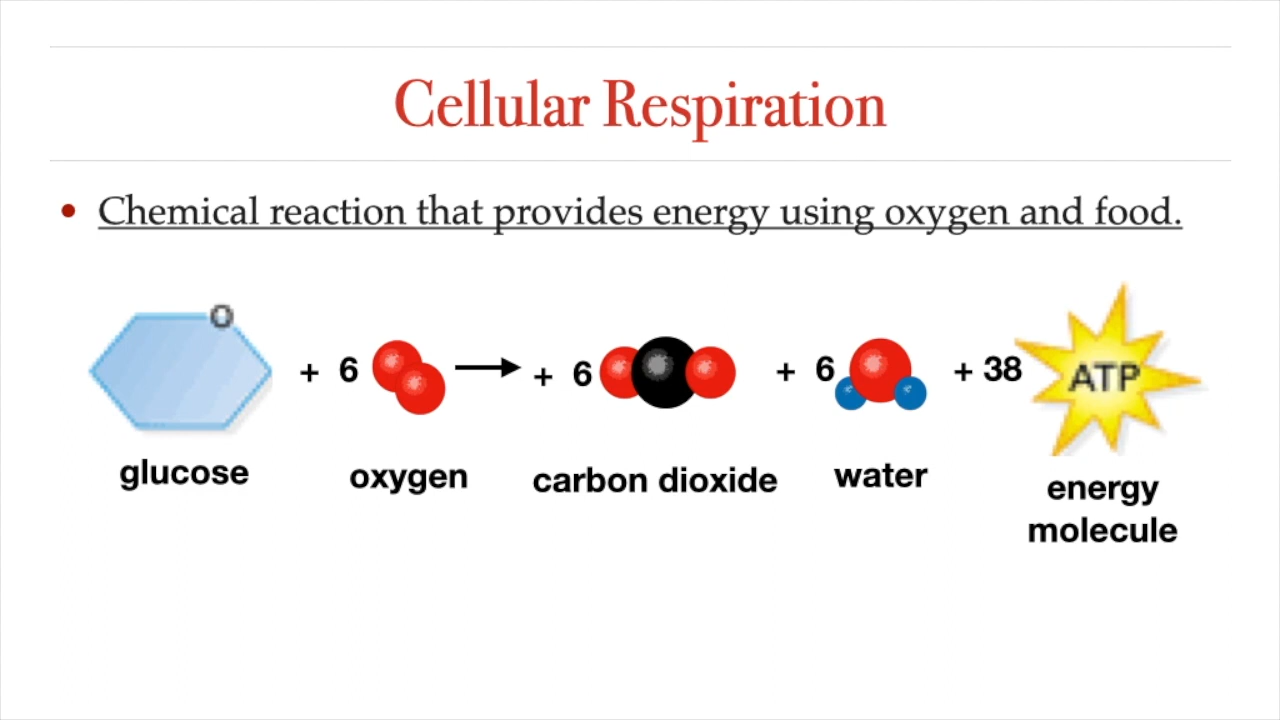 Cellular Respiration
• Chemical reaction that provides energy using oxygen and food.
O
+ 6 + 6 + 6 + 38 ATP
glucose oxygen carbon dioxide water energy
molecule